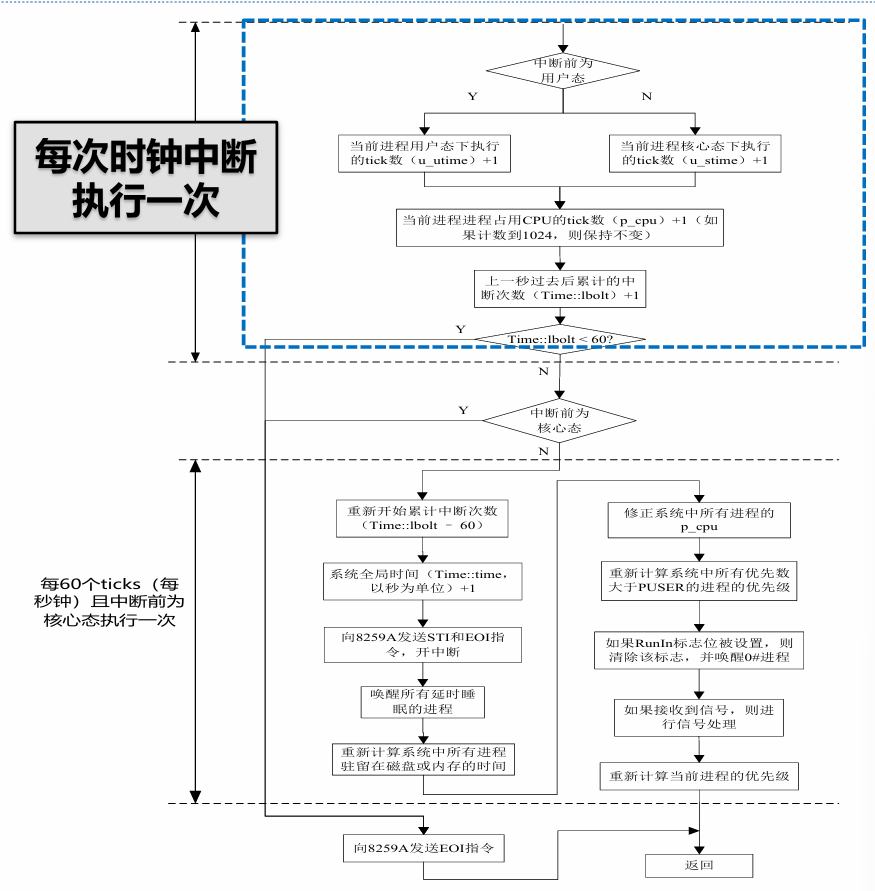 中断前为
用户态
Y
N
每次时钟中断
执行一次
当前进程用户态下执行
的tick数（u_utime）+1
当前进程核心态下执行
的tick数（u_stime）+1
当前进程进程占用CPU的tick数（p_cpu）+1（如
果计数到1024，则保持不变）
上一秒过去后累计的中
断次数（Time::lbolt）+1
Y
Time::lbolt < 60?
N
Y
中断前为
核心态
N
每60个ticks（每
秒钟）且中断前为
核心态执行一次
重新开始累计中断次数
（Time::lbolt - 60）
系统全局时间（Time::time，
以秒为单位）+1
向8259A发送STI和EOI指
令，开中断
唤醒所有延时睡
眠的进程
重新计算系统中所有进程
驻留在磁盘或内存的时间
修正系统中所有进程的
p_cpu
重新计算系统中所有优先数
大于PUSER的进程的优先级
如果RunIn标志位被设置，则
清除该标志，并唤醒0#进程
如果接收到信号，则进
行信号处理
重新计算当前进程的优先级
向8259A发送EOI指令
返回